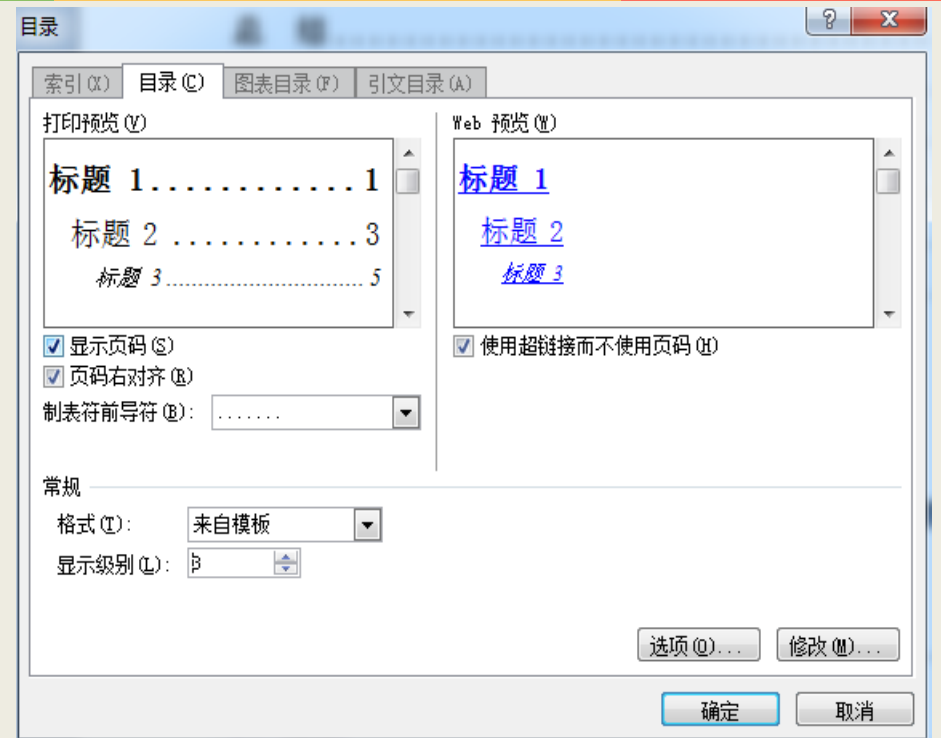 目录
索引(X) 目录(C) 图表目录(F) 引文目录(A)
打印预览(V)
标题 1............1
标题 2 .............3
标题 3............................... 5
显示页码(S)
页码右对齐(R)
制表符前导符(B): .......
Web 预览(W)
标题 1
标题 2
标题 3
使用超链接而不使用页码(H)
常规
格式(T): 来自模板
显示级别(L): 3
选项(O)... 修改(M)...
确定 取消